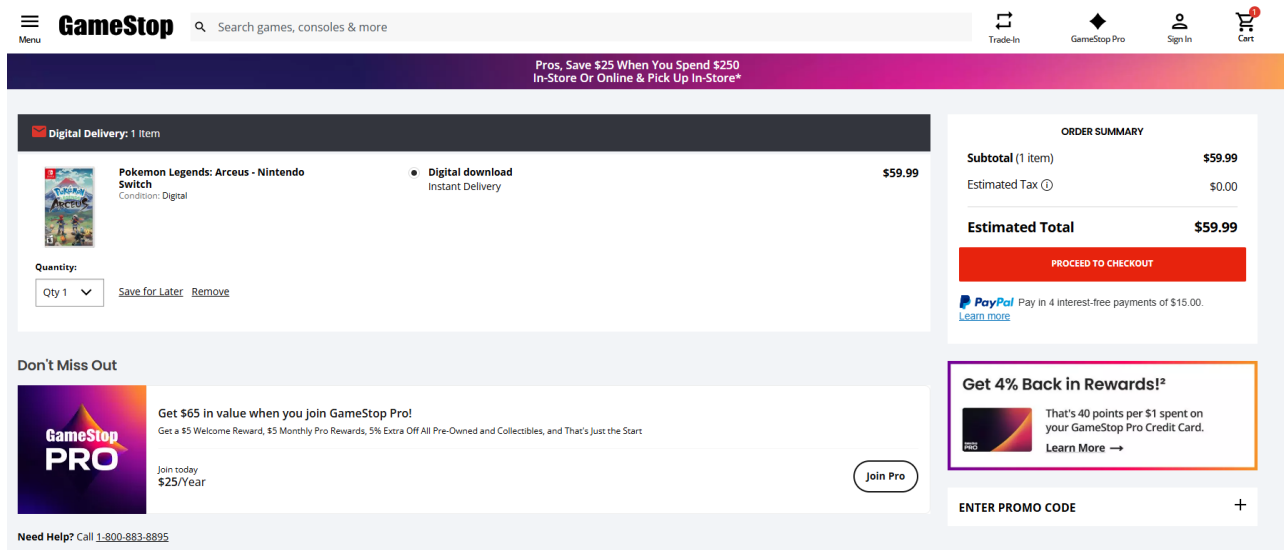 Menu
GameStop
Search games, consoles & more
Trade-In
GameStop Pro
Sign In
1
Cart
Pros, Save $25 When You Spend $250
In-Store Or Online & Pick Up In-Store*
Digital Delivery: 1 Item
Pokemon Legends: Arceus - Nintendo
Switch
Condition: Digital
POKéMON
LEGENDS
ARCEUS
Digital download
Instant Delivery
$59.99
Quantity:
Qty 1
Save for Later Remove
ORDER SUMMARY
Subtotal (1 item) $59.99
Estimated Tax $0.00
Estimated Total $59.99
PROCEED TO CHECKOUT
PayPal Pay in 4 interest-free payments of $15.00.
Learn more
Don't Miss Out
GameStop
PRO
Get $65 in value when you join GameStop Pro!
Get a $5 Welcome Reward, $5 Monthly Pro Rewards, 5% Extra Off All Pre-Owned and Collectibles, and That's Just the Start
Join today
$25/Year
Join Pro
Get 4% Back in Rewards!²
That's 40 points per $1 spent on
your GameStop Pro Credit Card.
Learn More →
GameStop
PRO
ENTER PROMO CODE
Need Help? Call 1-800-883-8895